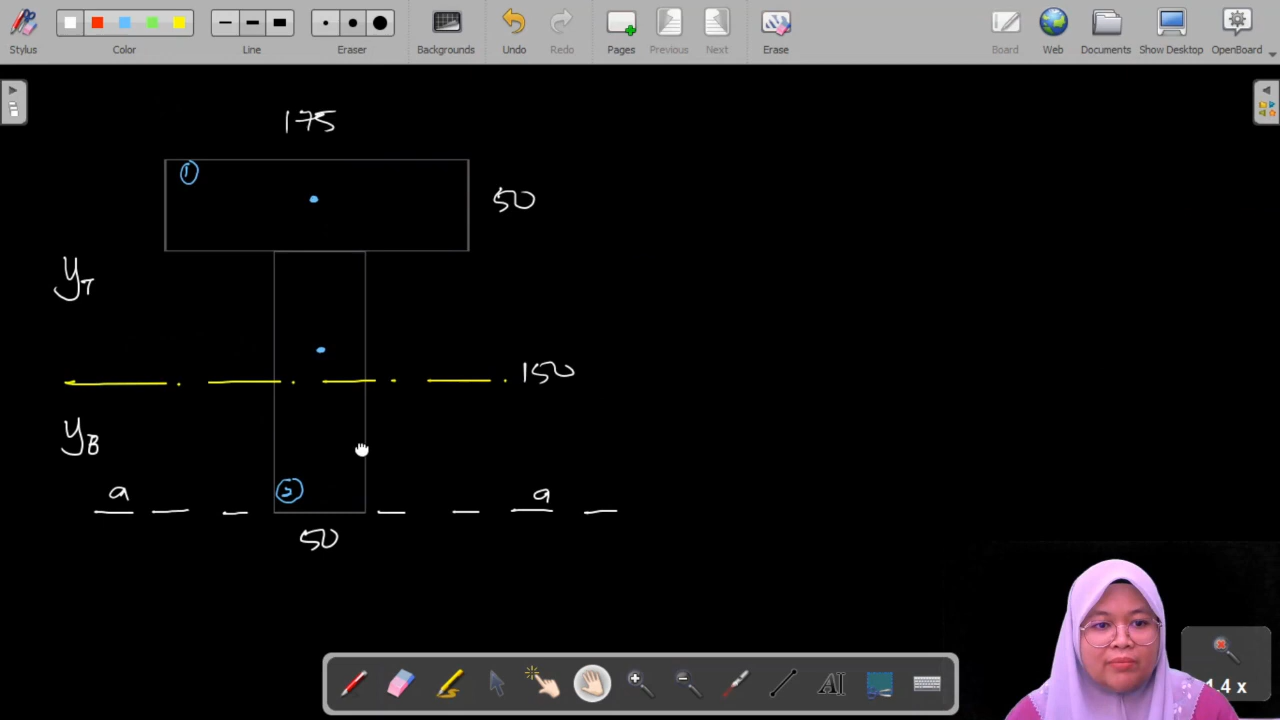 Stylus
Color
Line
Eraser
Backgrounds
Undo
Redo
Pages
Previous
Next
Erase
Board
Web
Documents
Show Desktop
OpenBoard
175
1
50
yT
150
yB
a
2
a
50
AI
1.4 x